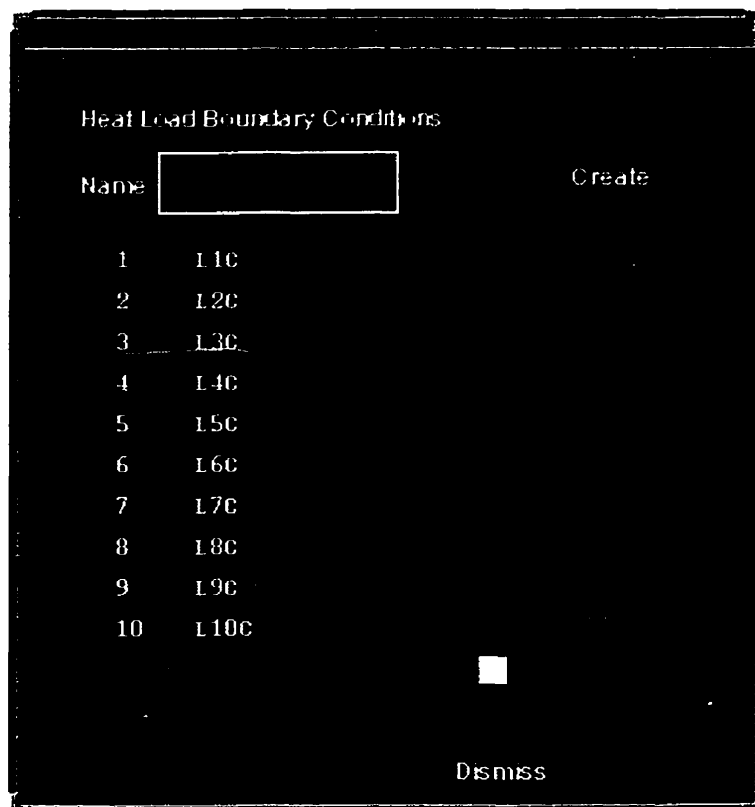 Heat Load Boundary Conditions
Name Create
1 L1C
2 L2C
3 L3C
4 L4C
5 L5C
6 L6C
7 L7C
8 L8C
9 L9C
10 L10C
Dismiss